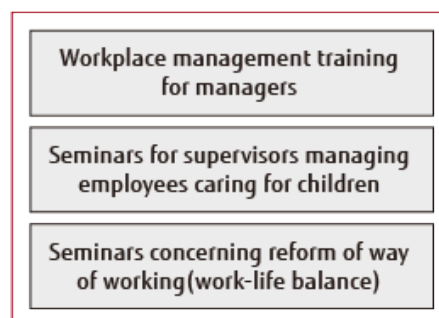 Workplace management training
for managers
Seminars for supervisors managing
employees caring for children
Seminars concerning reform of way
of working(work-life balance)